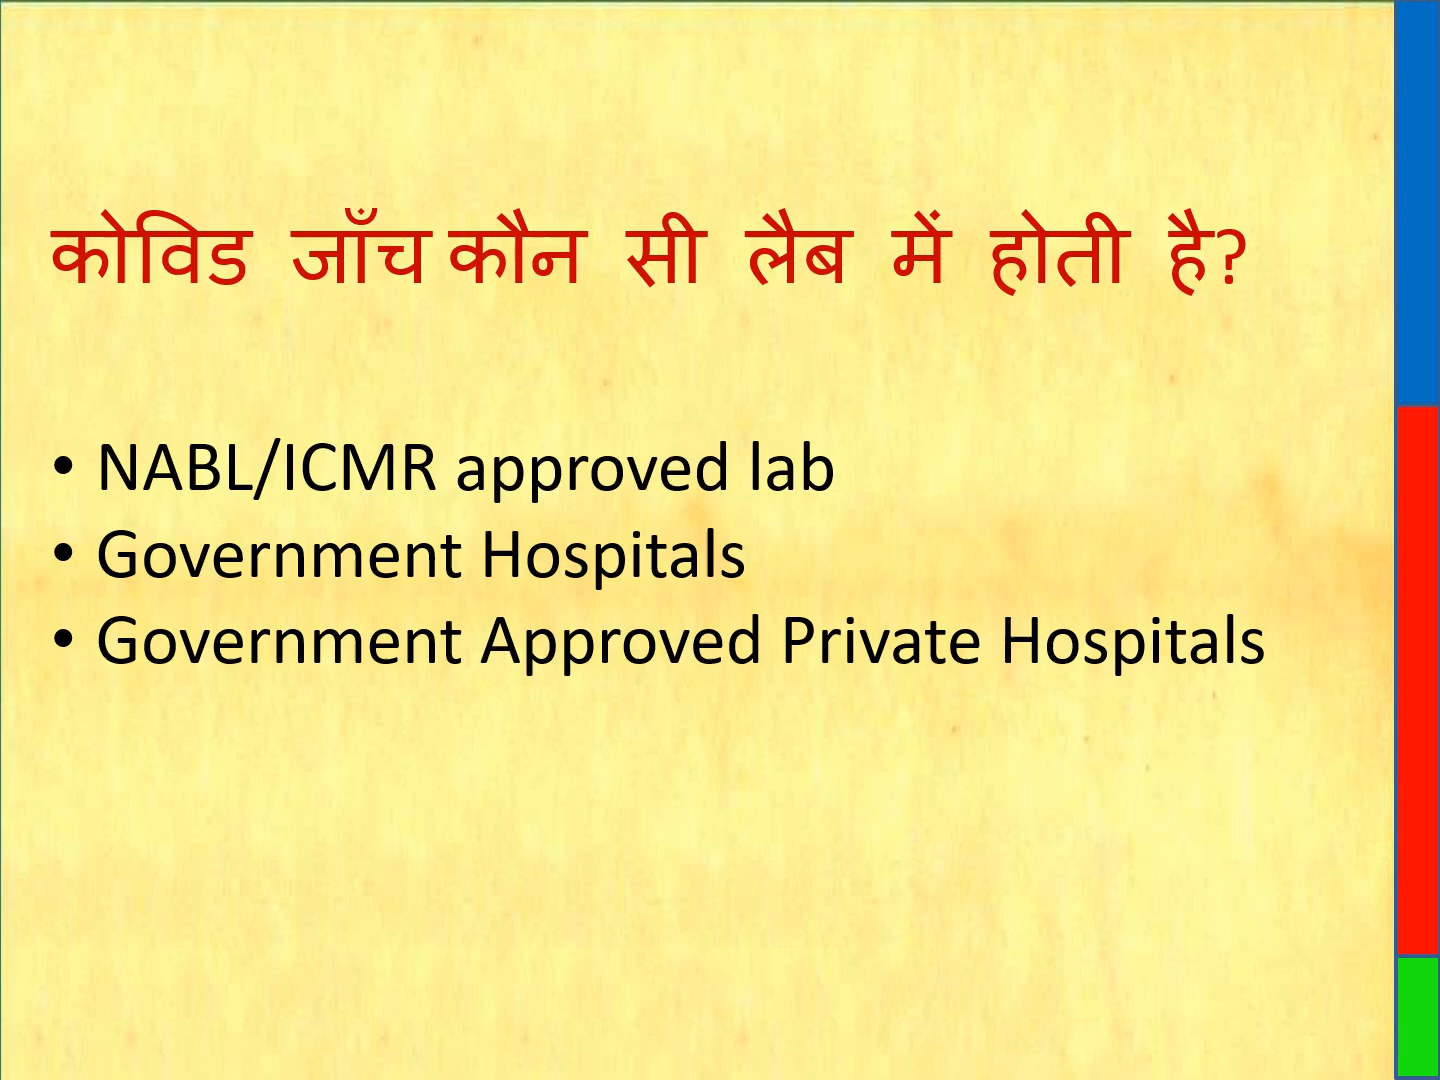 कोविड जाँच कौन सी लैब में होती है?
• NABL/ICMR approved lab
• Government Hospitals
• Government Approved Private Hospitals